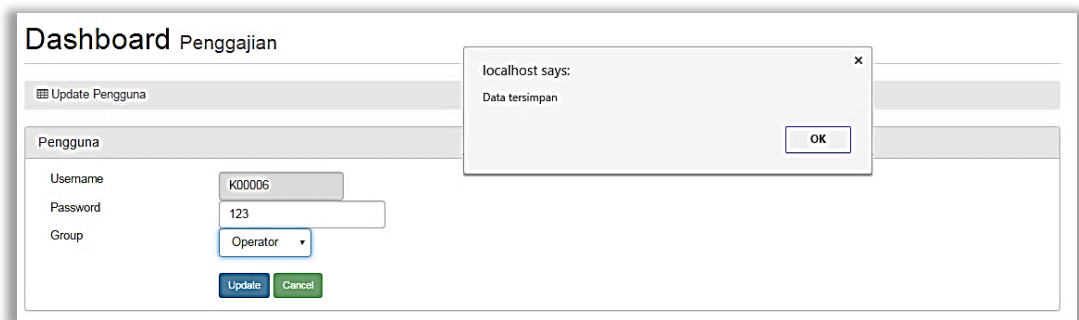 Dashboard Penggajian
localhost says:
×
Data tersimpan
OK
Update Pengguna
Pengguna
Username
K00006
Password
123
Group
Operator
Update Cancel